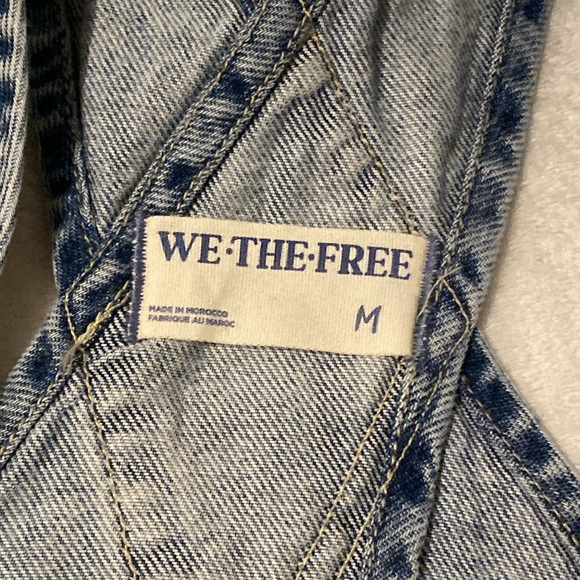 WE·THE·FREE
MADE IN MOROCCO
FABRIQUE AU MAROC
M